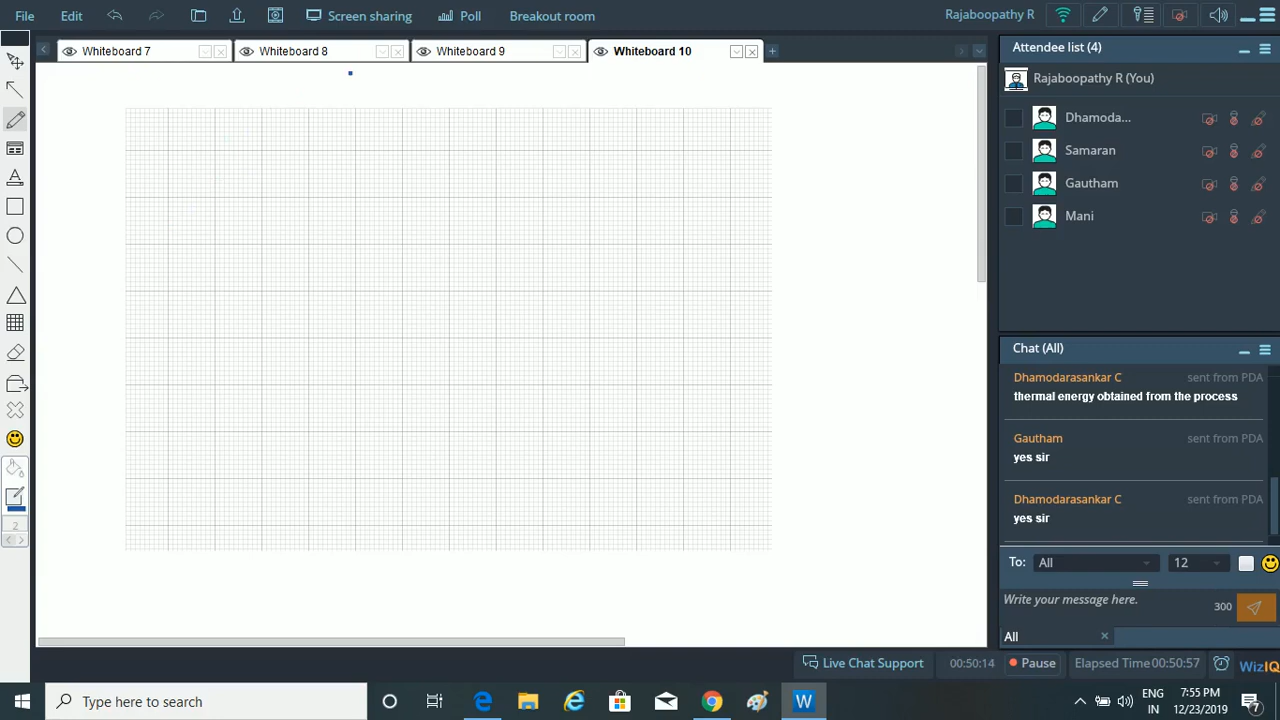 File Edit Screen sharing Poll Breakout room Rajaboopathy R
Whiteboard 7 Whiteboard 8 Whiteboard 9 Whiteboard 10
Attendee list (4)
Rajaboopathy R (You)
Dhamoda...
Samaran
Gautham
Mani
Chat (All)
Dhamodarasankar C sent from PDA
thermal energy obtained from the process
Gautham sent from PDA
yes sir
Dhamodarasankar C sent from PDA
yes sir
2
To: All 12
Write your message here. 300
All
Live Chat Support 00:50:14 Pause Elapsed Time 00:50:57 WizIQ
Type here to search
ENG
IN
7:55 PM
12/23/2019
7